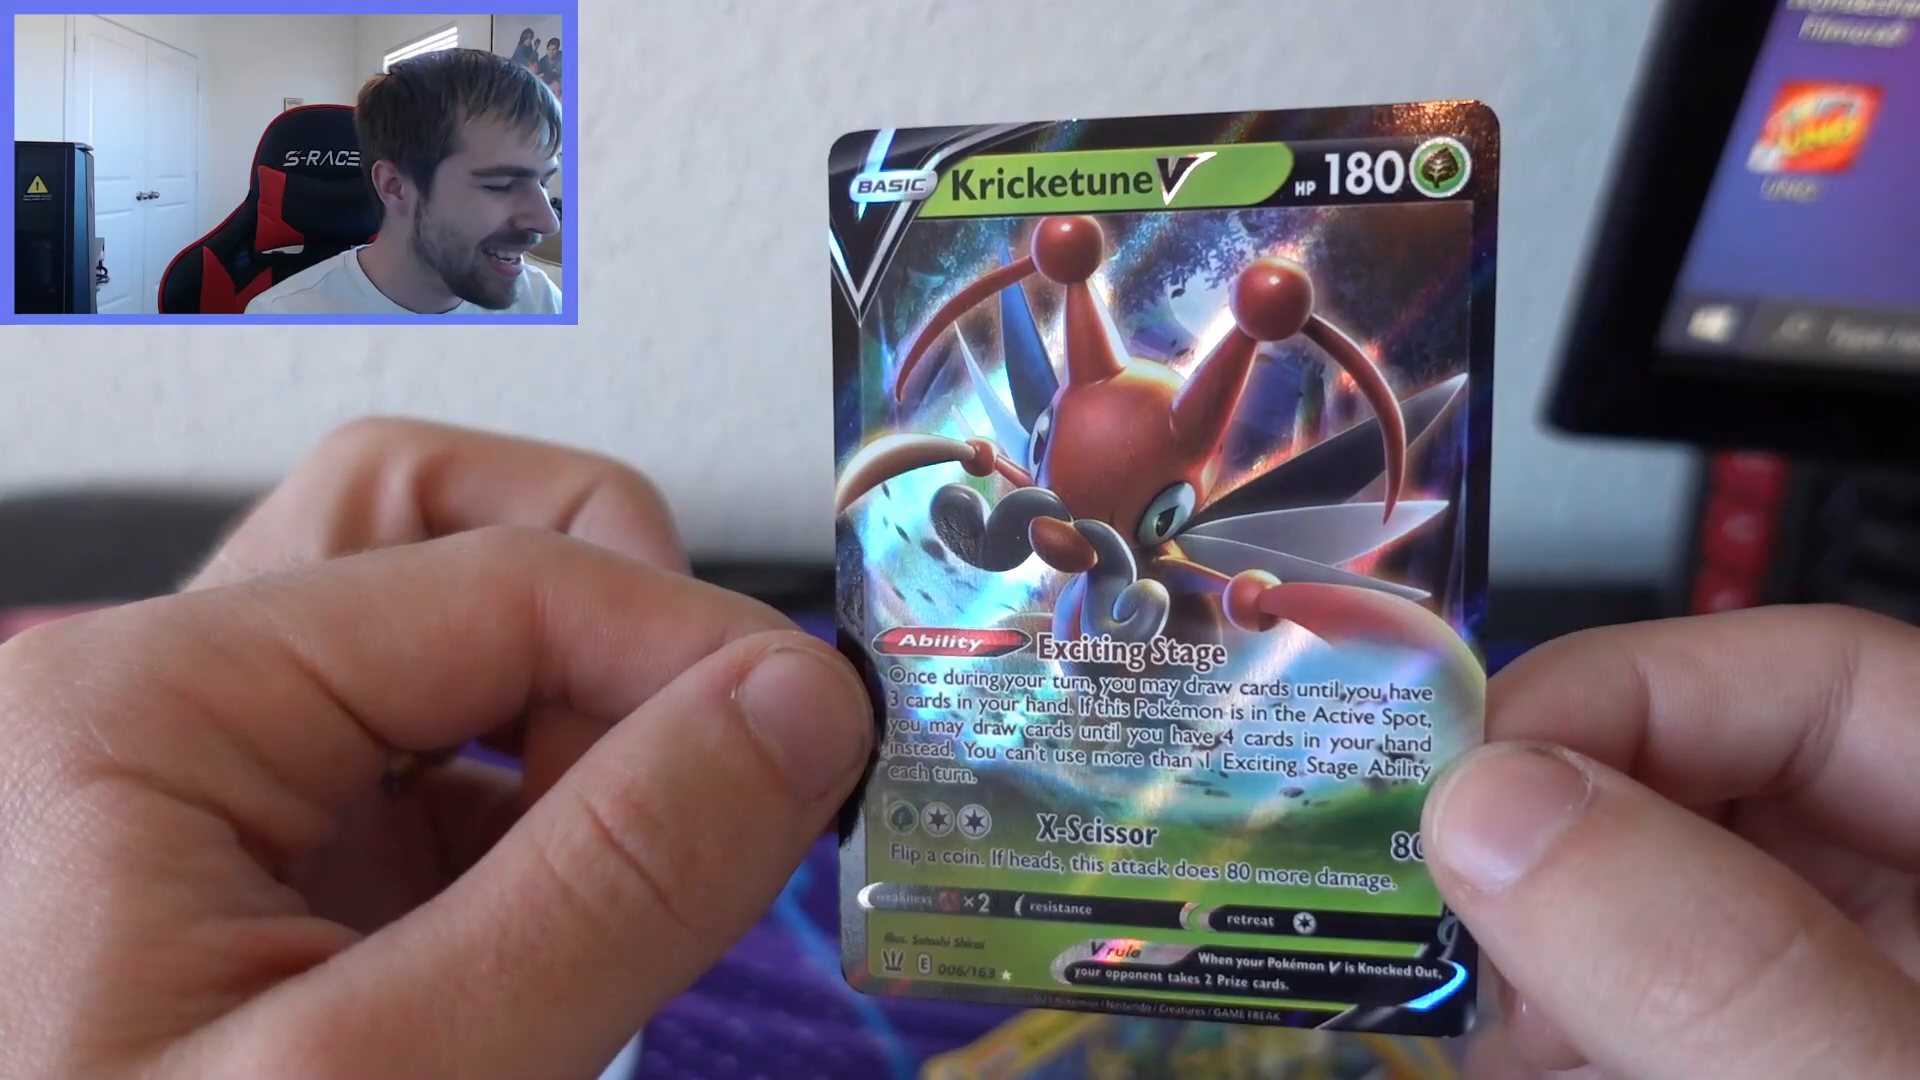 S-RACE
BASIC
Kricketune V
HP 180
Ability Exciting Stage
Once during your turn, you may draw cards until you have
3 cards in your hand. If this Pokémon is in the Active Spot,
you may draw cards until you have 4 cards in your hand
instead. You can't use more than 1 Exciting Stage Ability
each turn.
X-Scissor 80
Flip a coin. If heads, this attack does 80 more damage.
weakness ×2 resistance retreat
illus. Satoshi Shirai
E 006/163
V rule
When your Pokémon V is Knocked Out,
your opponent takes 2 Prize cards.
Pokémon / Nintendo / Creatures / GAME FREAK